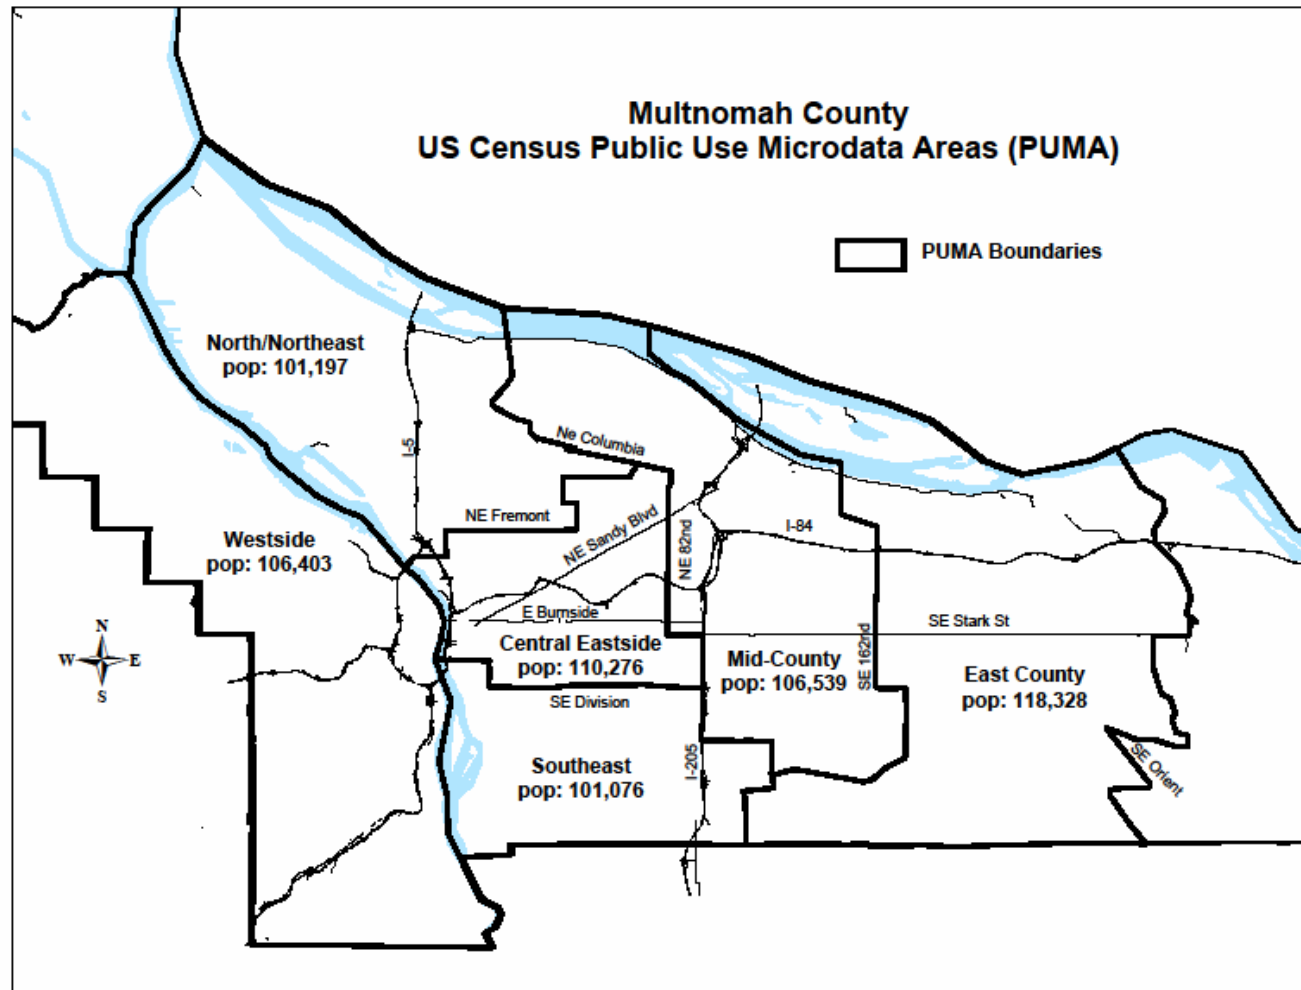 Multnomah County
US Census Public Use Microdata Areas (PUMA)
PUMA Boundaries
North/Northeast
pop: 101,197
I-5
Ne Columbia
NE Fremont
NE Sandy Blvd
NE 82nd
I-84
Westside
pop: 106,403
E Burnside
SE Stark St
N
W E
S
Central Eastside
pop: 110,276
Mid-County
pop: 106,539
SE 162nd
East County
pop: 118,328
SE Division
Southeast
pop: 101,076
I-205
SE Orient